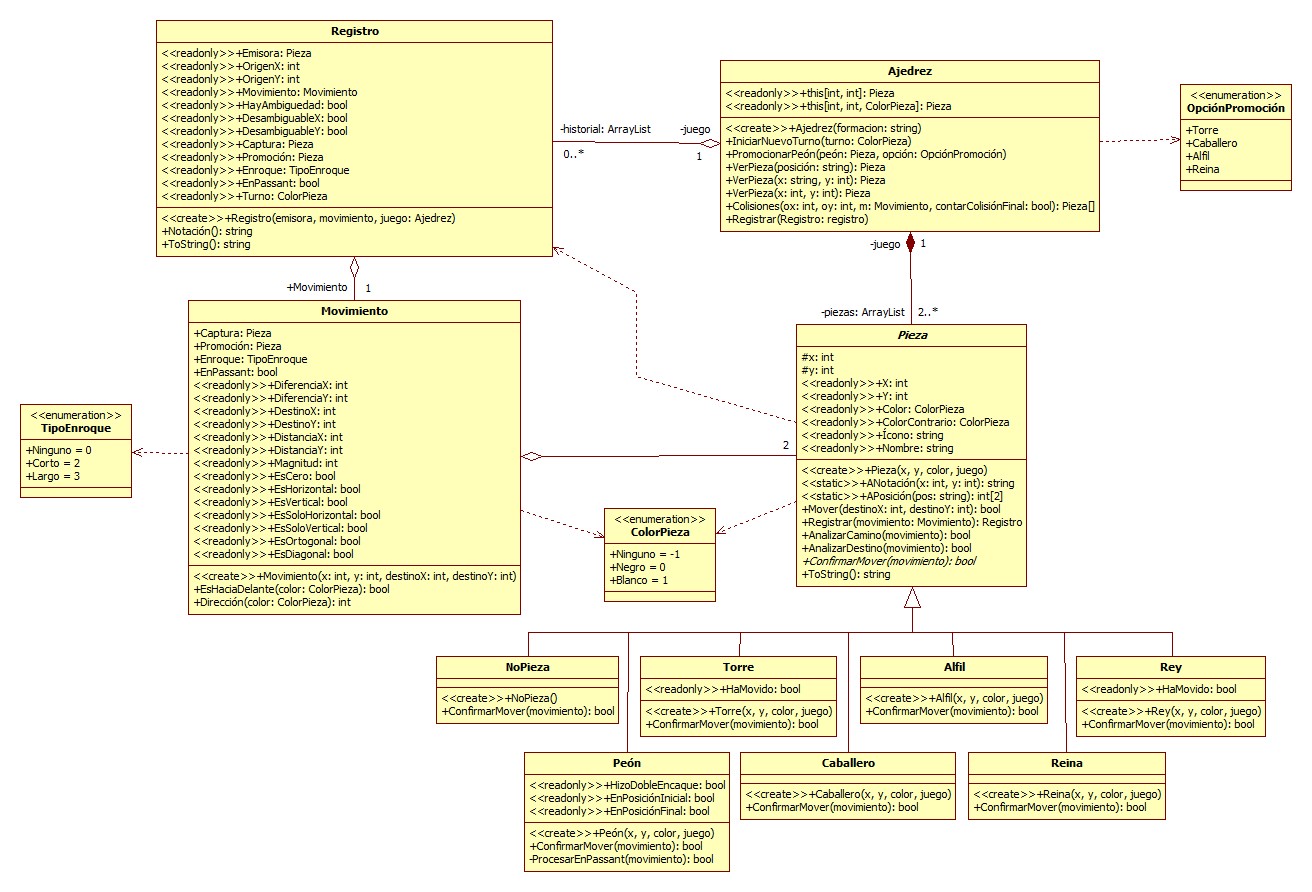 Registro
<<readonly>>+Emisora: Pieza
<<readonly>>+OrigenX: int
<<readonly>>+OrigenY: int
<<readonly>>+Movimiento: Movimiento
<<readonly>>+HayAmbiguedad: bool
<<readonly>>+DesambiguableX: bool
<<readonly>>+DesambiguableY: bool
<<readonly>>+Captura: Pieza
<<readonly>>+Promoción: Pieza
<<readonly>>+Enroque: TipoEnroque
<<readonly>>+EnPassant: bool
<<readonly>>+Turno: ColorPieza
<<create>>+Registro(emisora, movimiento, juego: Ajedrez)
+Notación(): string
+ToString(): string
-historial: ArrayList
0..*
-juego
1
Ajedrez
<<readonly>>+this[int, int]: Pieza
<<readonly>>+this[int, int, ColorPieza]: Pieza
<<create>>+Ajedrez(formacion: string)
+IniciarNuevoTurno(turno: ColorPieza)
+PromocionarPeón(peón: Pieza, opción: OpciónPromoción)
+VerPieza(posición: string): Pieza
+VerPieza(x: string, y: int): Pieza
+VerPieza(x: int, y: int): Pieza
+Colisiones(ox: int, oy: int, m: Movimiento, contarColisiónFinal: bool): Pieza[]
+Registrar(Registro: registro)
<<enumeration>>
OpciónPromoción
+Torre
+Caballero
+Alfil
+Reina
-juego
1
-piezas: ArrayList
2..*
+Movimiento
1
Movimiento
+Captura: Pieza
+Promoción: Pieza
+Enroque: TipoEnroque
+EnPassant: bool
<<readonly>>+DiferenciaX: int
<<readonly>>+DiferenciaY: int
<<readonly>>+DestinoX: int
<<readonly>>+DestinoY: int
<<readonly>>+DistanciaX: int
<<readonly>>+DistanciaY: int
<<readonly>>+Magnitud: int
<<readonly>>+EsCero: bool
<<readonly>>+EsHorizontal: bool
<<readonly>>+EsVertical: bool
<<readonly>>+EsSoloHorizontal: bool
<<readonly>>+EsSoloVertical: bool
<<readonly>>+EsOrtogonal: bool
<<readonly>>+EsDiagonal: bool
<<create>>+Movimiento(x: int, y: int, destinoX: int, destinoY: int)
+EsHaciaDelante(color: ColorPieza): bool
+Dirección(color: ColorPieza): int
<<enumeration>>
TipoEnroque
+Ninguno = 0
+Corto = 2
+Largo = 3
2
Pieza
#x: int
#y: int
<<readonly>>+X: int
<<readonly>>+Y: int
<<readonly>>+Color: ColorPieza
<<readonly>>+ColorContrario: ColorPieza
<<readonly>>+Ícono: string
<<readonly>>+Nombre: string
<<create>>+Pieza(x, y, color, juego)
<<static>>+ANotación(x: int, y: int): string
<<static>>+APosición(pos: string): int[2]
+Mover(destinoX: int, destinoY: int): bool
+Registrar(movimiento: Movimiento): Registro
+AnalizarCamino(movimiento): bool
+AnalizarDestino(movimiento): bool
+ConfirmarMover(movimiento): bool
+ToString(): string
<<enumeration>>
ColorPieza
+Ninguno = -1
+Negro = 0
+Blanco = 1
NoPieza
<<create>>+NoPieza()
+ConfirmarMover(movimiento): bool
Torre
<<readonly>>+HaMovido: bool
<<create>>+Torre(x, y, color, juego)
+ConfirmarMover(movimiento): bool
Alfil
<<create>>+Alfil(x, y, color, juego)
+ConfirmarMover(movimiento): bool
Rey
<<readonly>>+HaMovido: bool
<<create>>+Rey(x, y, color, juego)
+ConfirmarMover(movimiento): bool
Peón
<<readonly>>+HizoDobleEncaque: bool
<<readonly>>+EnPosiciónInicial: bool
<<readonly>>+EnPosiciónFinal: bool
<<create>>+Peón(x, y, color, juego)
+ConfirmarMover(movimiento): bool
-ProcesarEnPassant(movimiento): bool
Caballero
<<create>>+Caballero(x, y, color, juego)
+ConfirmarMover(movimiento): bool
Reina
<<create>>+Reina(x, y, color, juego)
+ConfirmarMover(movimiento): bool